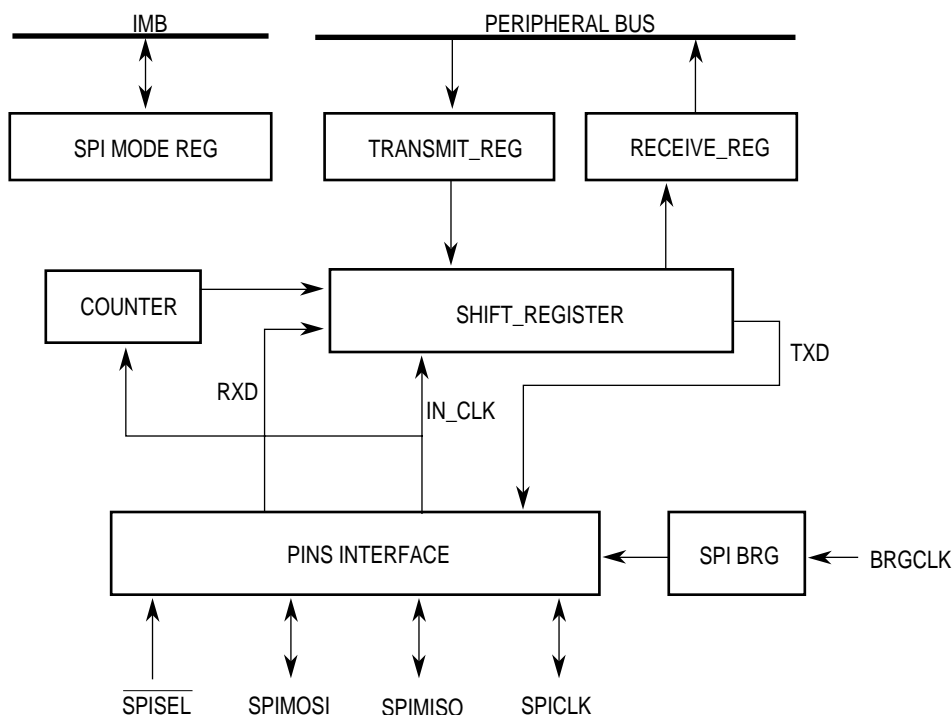 IMB
PERIPHERAL BUS
SPI MODE REG
TRANSMIT_REG
RECEIVE_REG
COUNTER
SHIFT_REGISTER
RXD
IN_CLK
TXD
PINS INTERFACE
SPI BRG
BRGCLK
SPISEL
SPIMOSI
SPIMISO
SPICLK